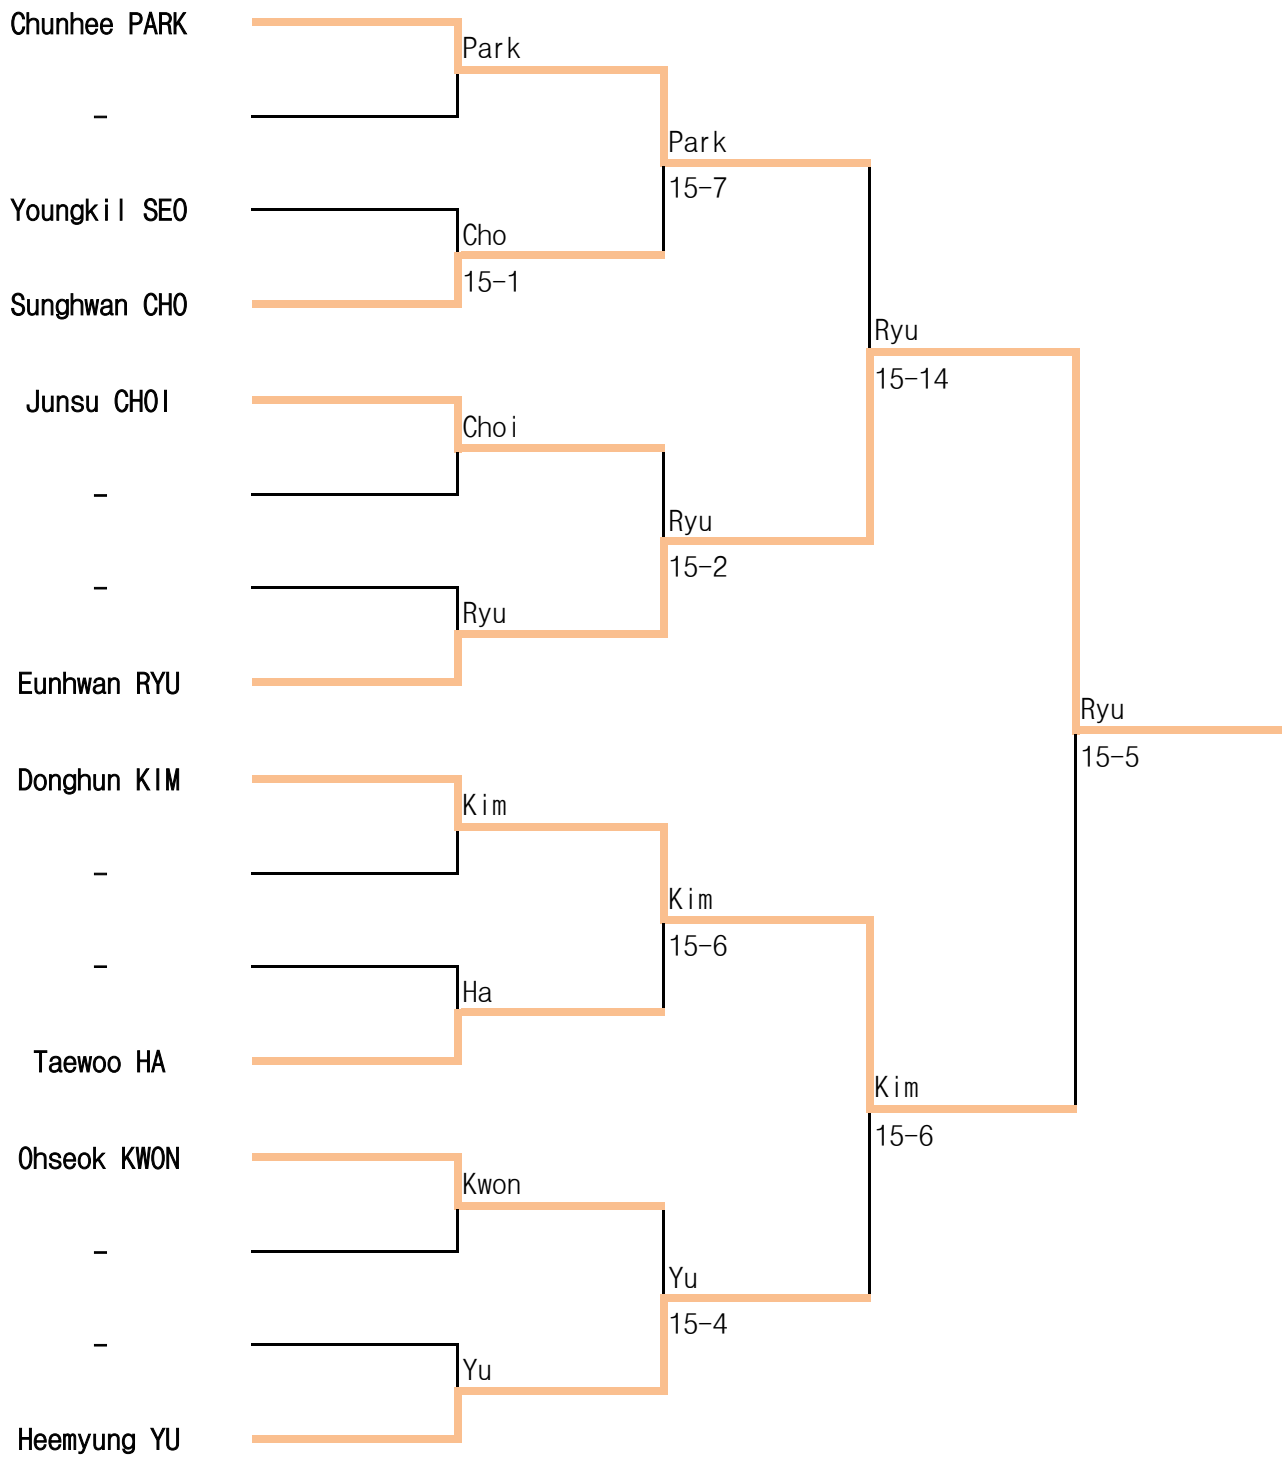 Chunhee PARK
Park
-
Park
15-7
Youngkil SEO
Cho
15-1
Sunghwan CHO
Ryu
15-14
Junsu CHOI
Choi
-
Ryu
15-2
-
Ryu
Eunhwan RYU
Ryu
15-5
Donghun KIM
Kim
-
Kim
15-6
-
Ha
Taewoo HA
Kim
15-6
Ohseok KWON
Kwon
-
Yu
15-4
-
Yu
Heemyung YU